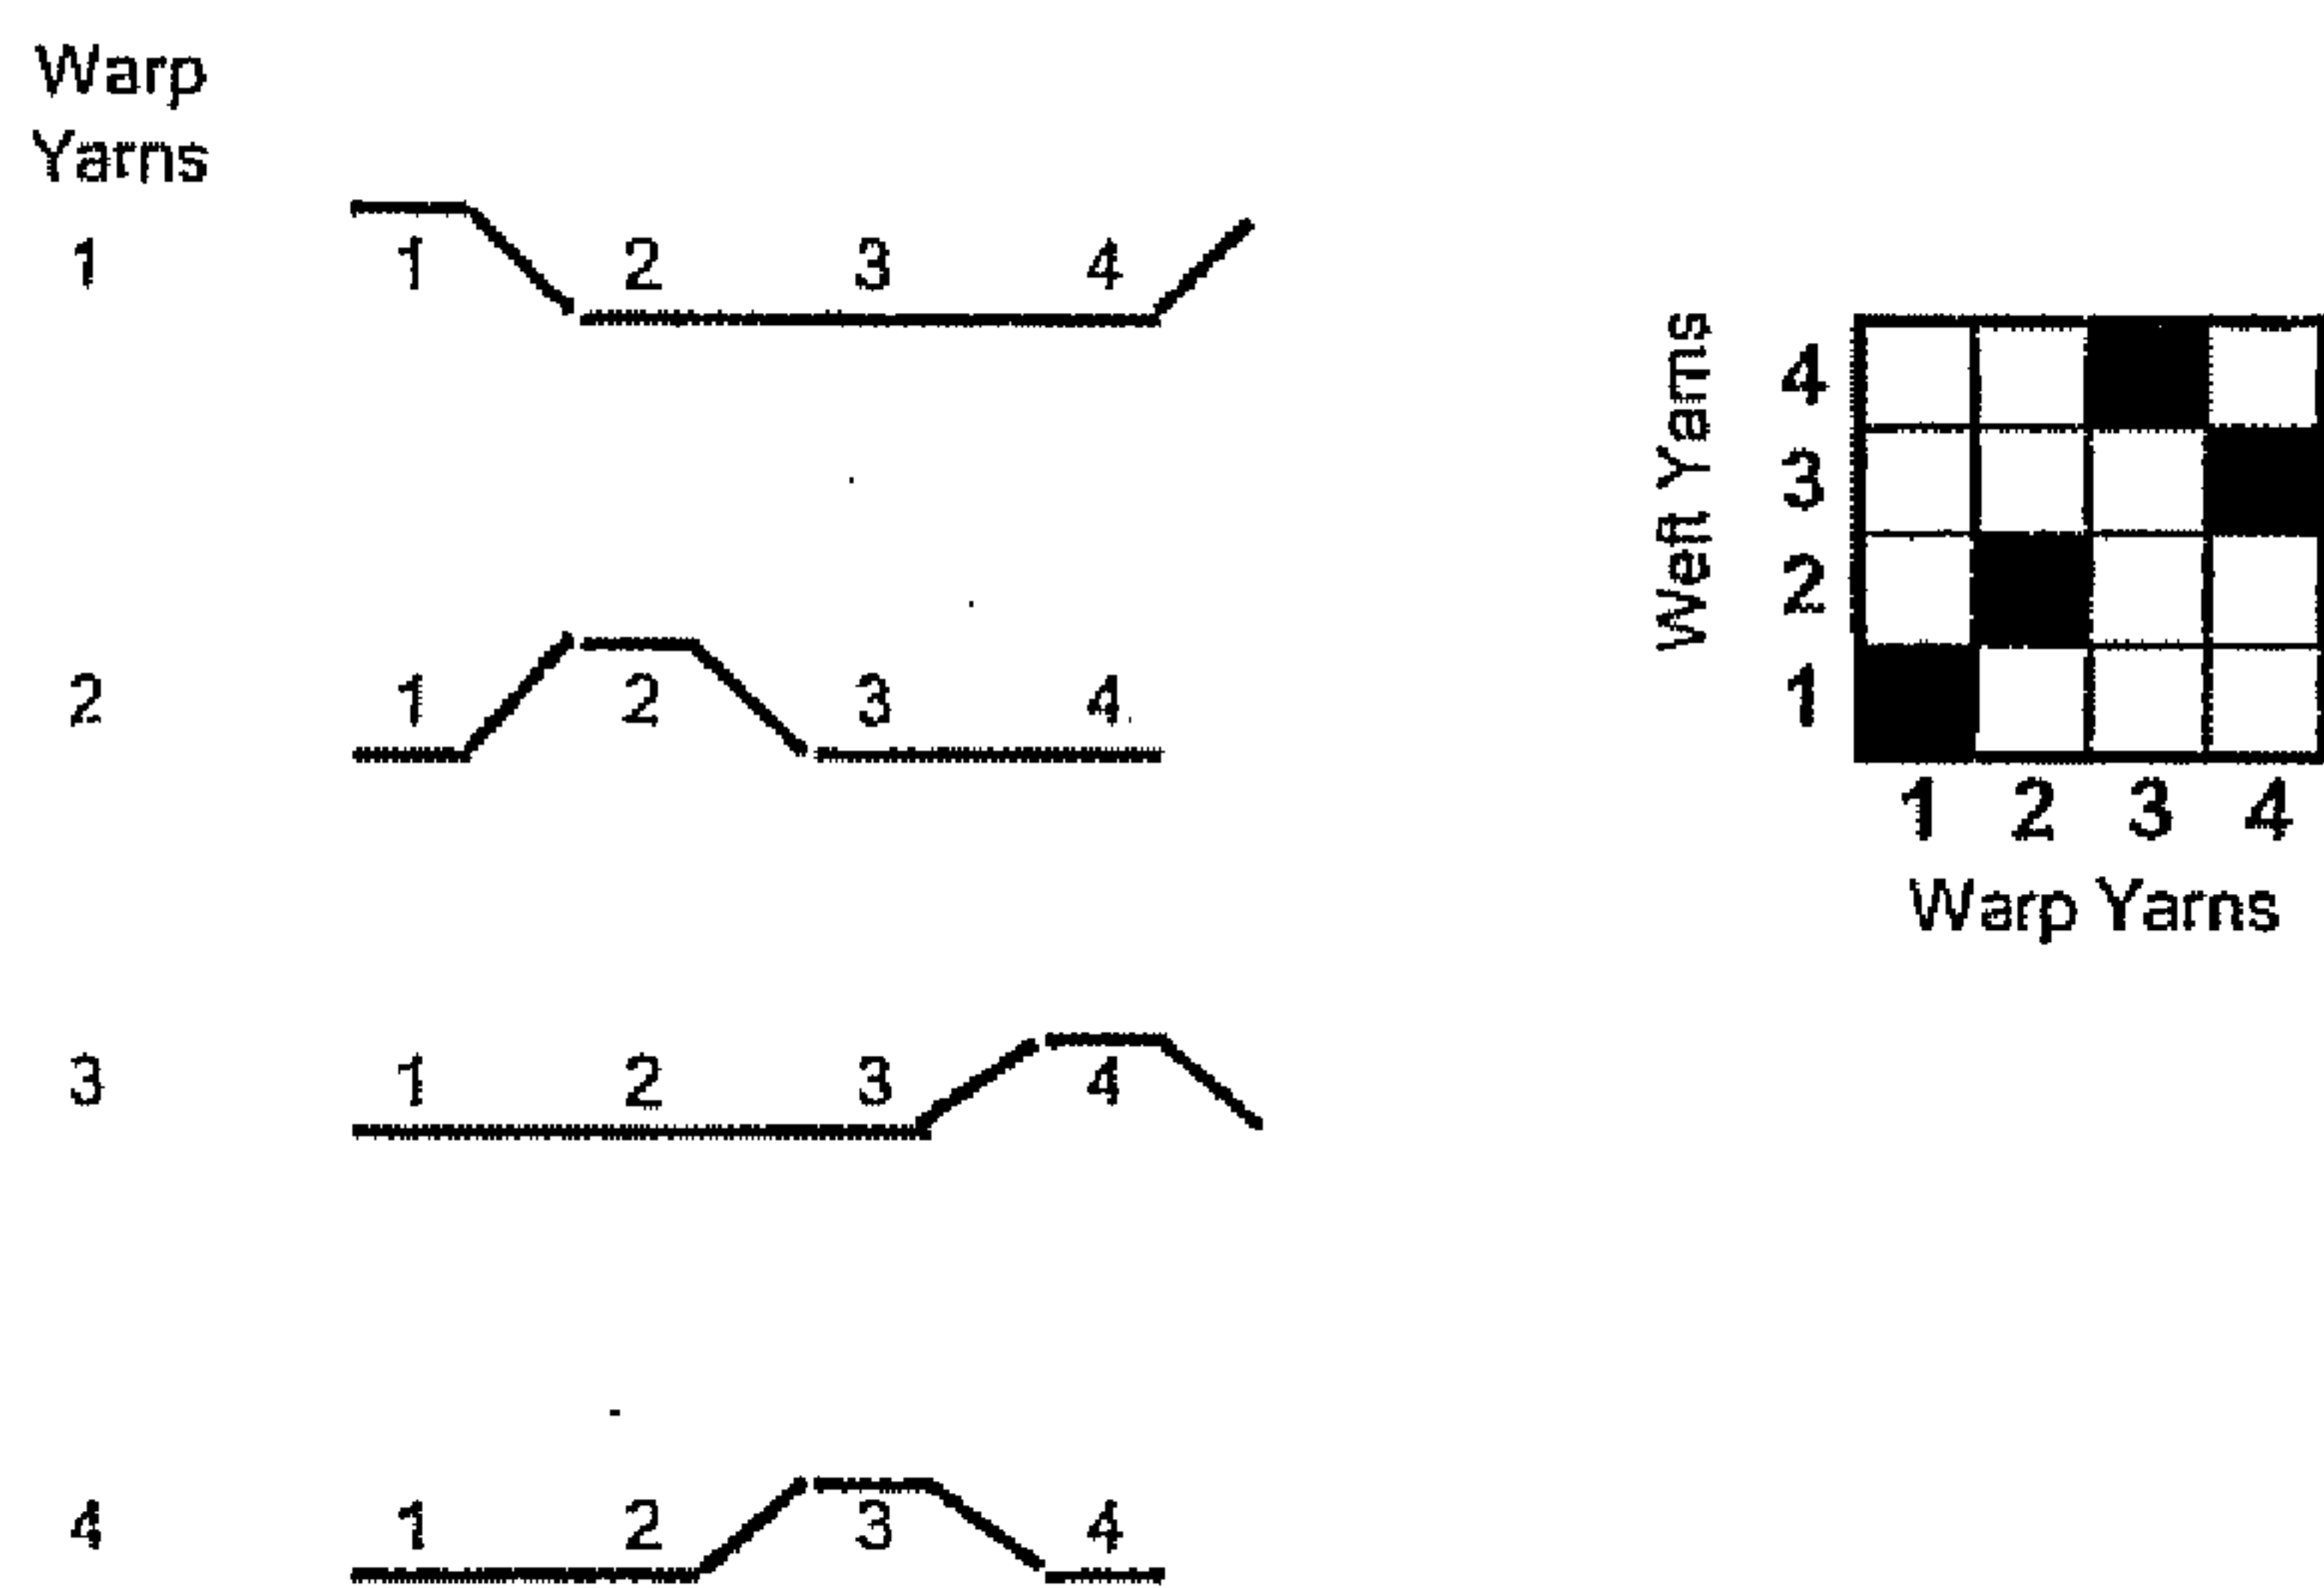 Warp
Yarns
1 1 2 3 4
2 1 2 3 4
3 1 2 3 4
4 1 2 3 4
Weft Yarns
4
3
2
1
1 2 3 4
Warp Yarns